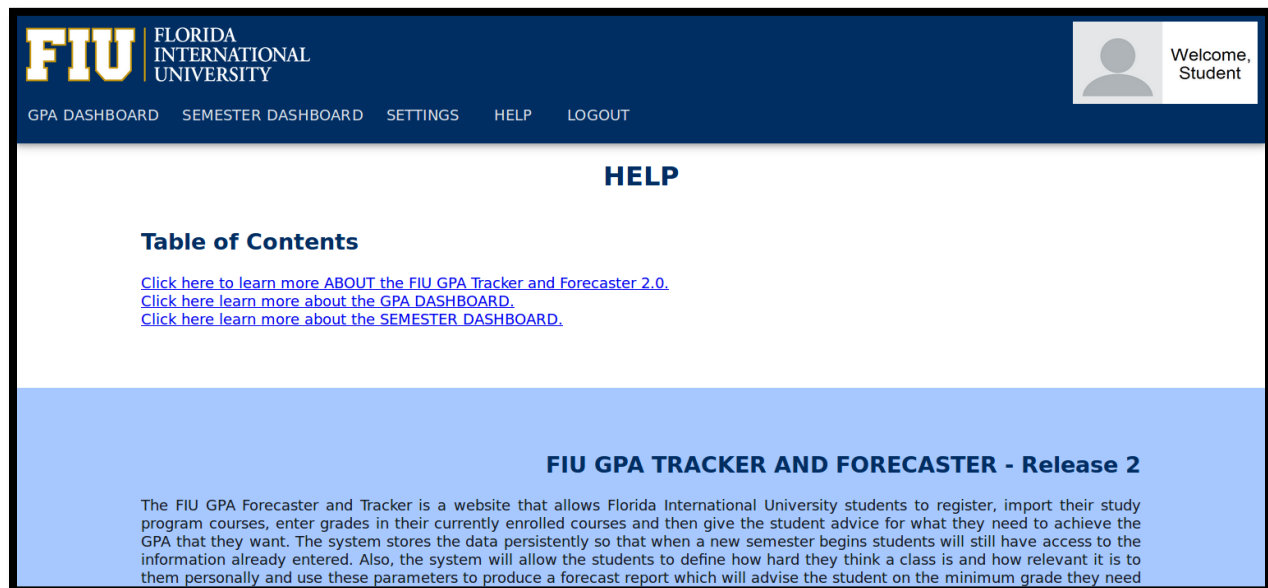 FIU
FLORIDA
INTERNATIONAL
UNIVERSITY
Welcome,
Student
GPA DASHBOARD SEMESTER DASHBOARD SETTINGS HELP LOGOUT
HELP
Table of Contents
Click here to learn more ABOUT the FIU GPA Tracker and Forecaster 2.0.
Click here learn more about the GPA DASHBOARD.
Click here learn more about the SEMESTER DASHBOARD.
FIU GPA TRACKER AND FORECASTER - Release 2
The FIU GPA Forecaster and Tracker is a website that allows Florida International University students to register, import their study
program courses, enter grades in their currently enrolled courses and then give the student advice for what they need to achieve the
GPA that they want. The system stores the data persistently so that when a new semester begins students will still have access to the
information already entered. Also, the system will allow the students to define how hard they think a class is and how relevant it is to
them personally and use these parameters to produce a forecast report which will advise the student on the minimum grade they need